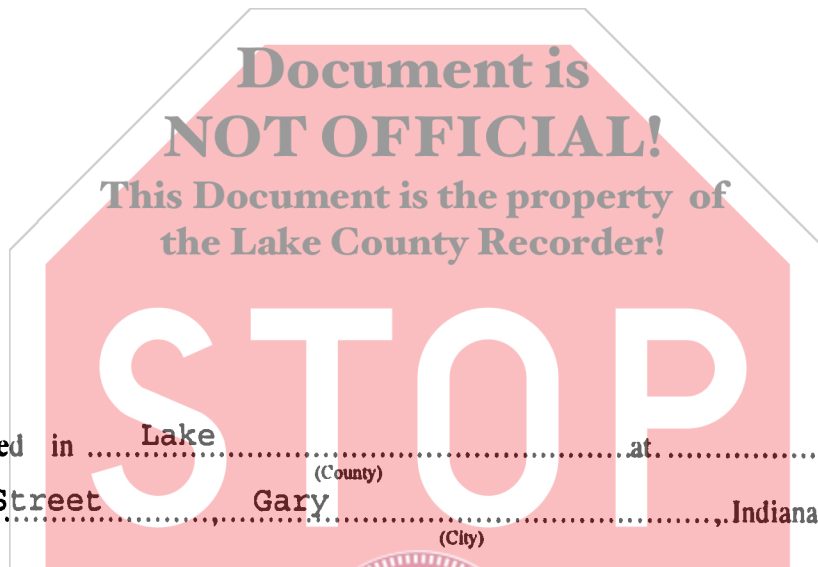 Document is
NOT OFFICIAL!
This Document is the property of
the Lake County Recorder!
STOP
ed in ..... Lake ..... at .....
(County)
Street ....., Gary ....., Indiana
(City)